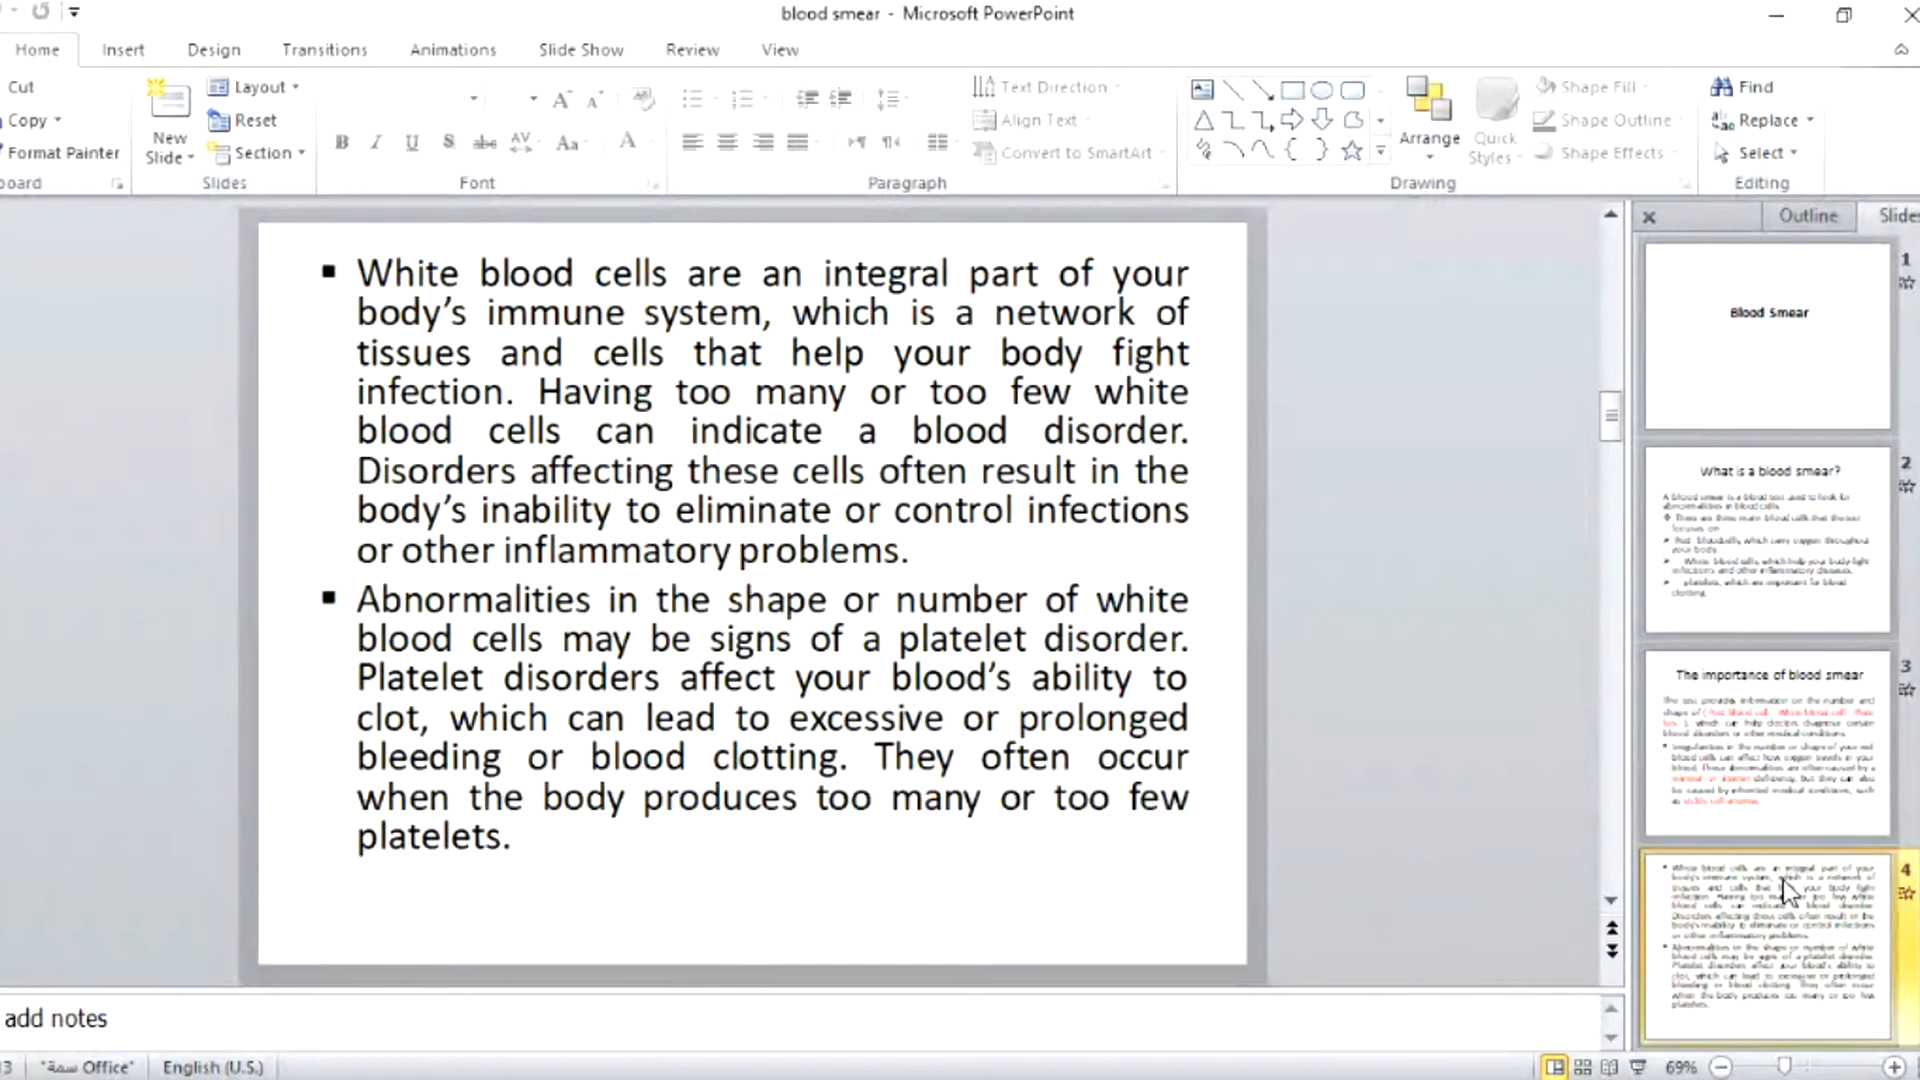 blood smear - Microsoft PowerPoint
Home Insert Design Transitions Animations Slide Show Review View
Cut
Copy
Format Painter
New Slide
Layout
Reset
Section
Slides
Font
Text Direction
Align Text
Convert to SmartArt
Paragraph
Arrange
Quick Styles
Shape Fill
Shape Outline
Shape Effects
Drawing
Find
Replace
Select
Editing
▪ White blood cells are an integral part of your
body’s immune system, which is a network of
tissues and cells that help your body fight
infection. Having too many or too few white
blood cells can indicate a blood disorder.
Disorders affecting these cells often result in the
body’s inability to eliminate or control infections
or other inflammatory problems.
▪ Abnormalities in the shape or number of white
blood cells may be signs of a platelet disorder.
Platelet disorders affect your blood’s ability to
clot, which can lead to excessive or prolonged
bleeding or blood clotting. They often occur
when the body produces too many or too few
platelets.
Outline
1
Blood Smear
2
What is a blood smear?
3
The importance of blood smear
4
add notes
"سمة Office"
English (U.S.)
69%